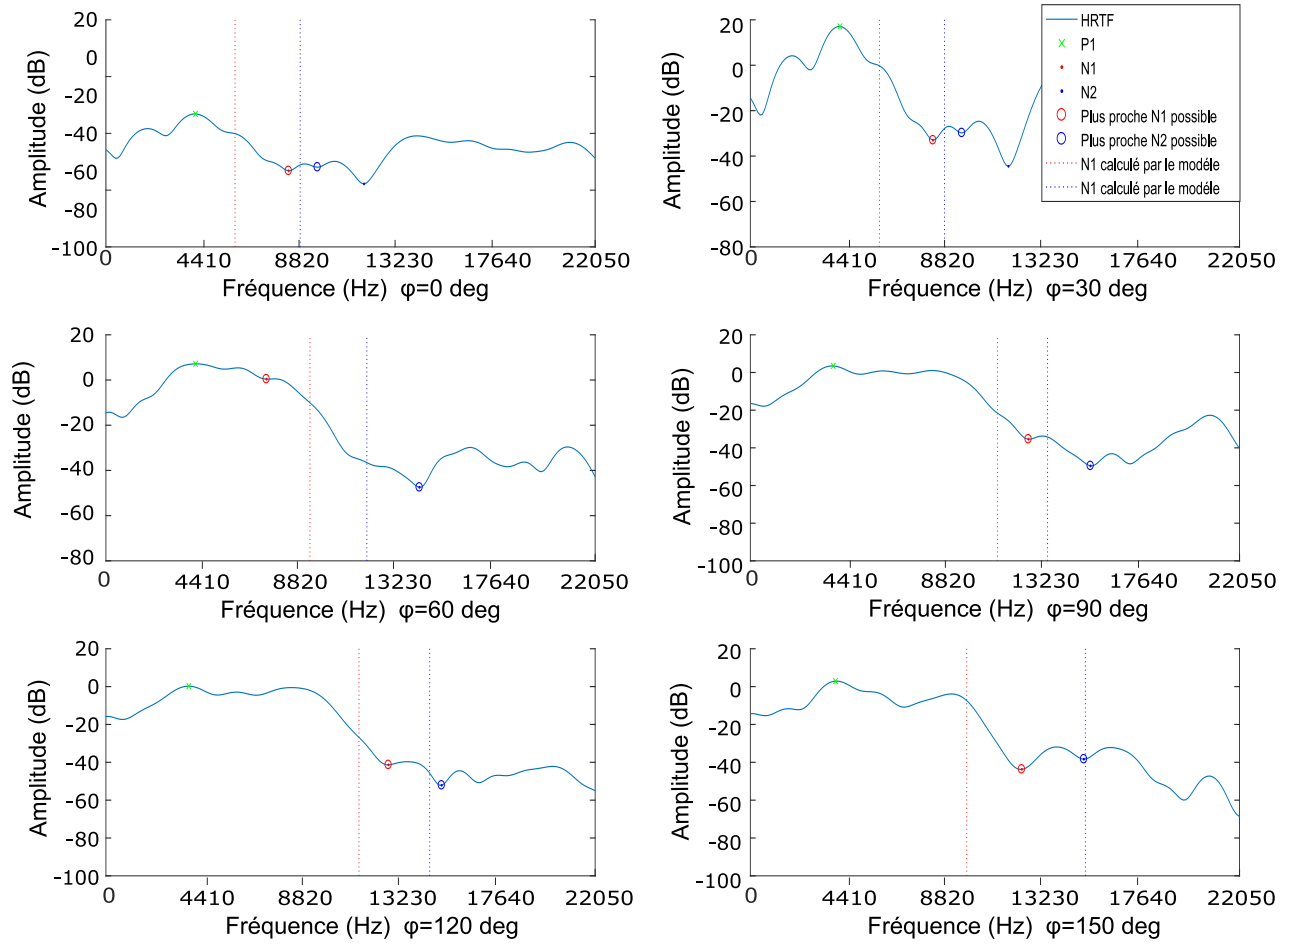 20
0
-20
-40
-60
-80
-100
Amplitude (dB)
0 4410 8820 13230 17640 22050
Fréquence (Hz) φ=0 deg
20
0
-20
-40
-60
-80
Amplitude (dB)
0 4410 8820 13230 17640 22050
Fréquence (Hz) φ=30 deg
HRTF
P1
N1
N2
Plus proche N1 possible
Plus proche N2 possible
N1 calculé par le modéle
N1 calculé par le modéle
20
0
-20
-40
-60
-80
Amplitude (dB)
0 4410 8820 13230 17640 22050
Fréquence (Hz) φ=60 deg
20
0
-20
-40
-60
-80
-100
Amplitude (dB)
0 4410 8820 13230 17640 22050
Fréquence (Hz) φ=90 deg
20
0
-20
-40
-60
-80
-100
Amplitude (dB)
0 4410 8820 13230 17640 22050
Fréquence (Hz) φ=120 deg
20
0
-20
-40
-60
-80
-100
Amplitude (dB)
0 4410 8820 13230 17640 22050
Fréquence (Hz) φ=150 deg